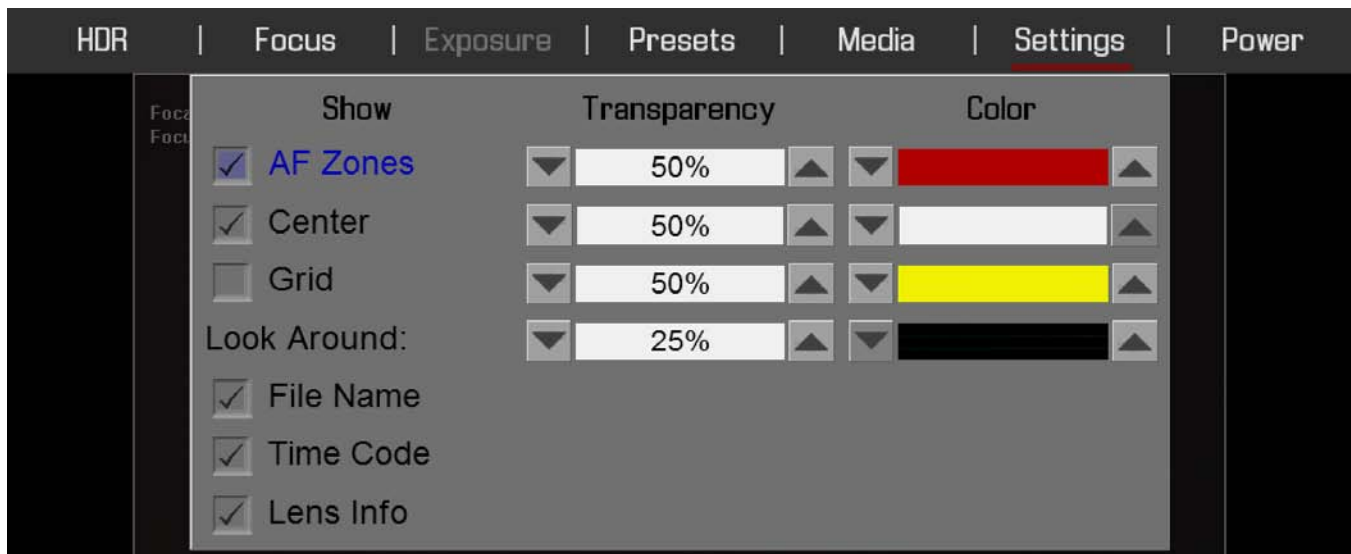 HDR | Focus | Exposure | Presets | Media | Settings | Power
Show Transparency Color
AF Zones 50%
Center 50%
Grid 50%
Look Around: 25%
File Name
Time Code
Lens Info